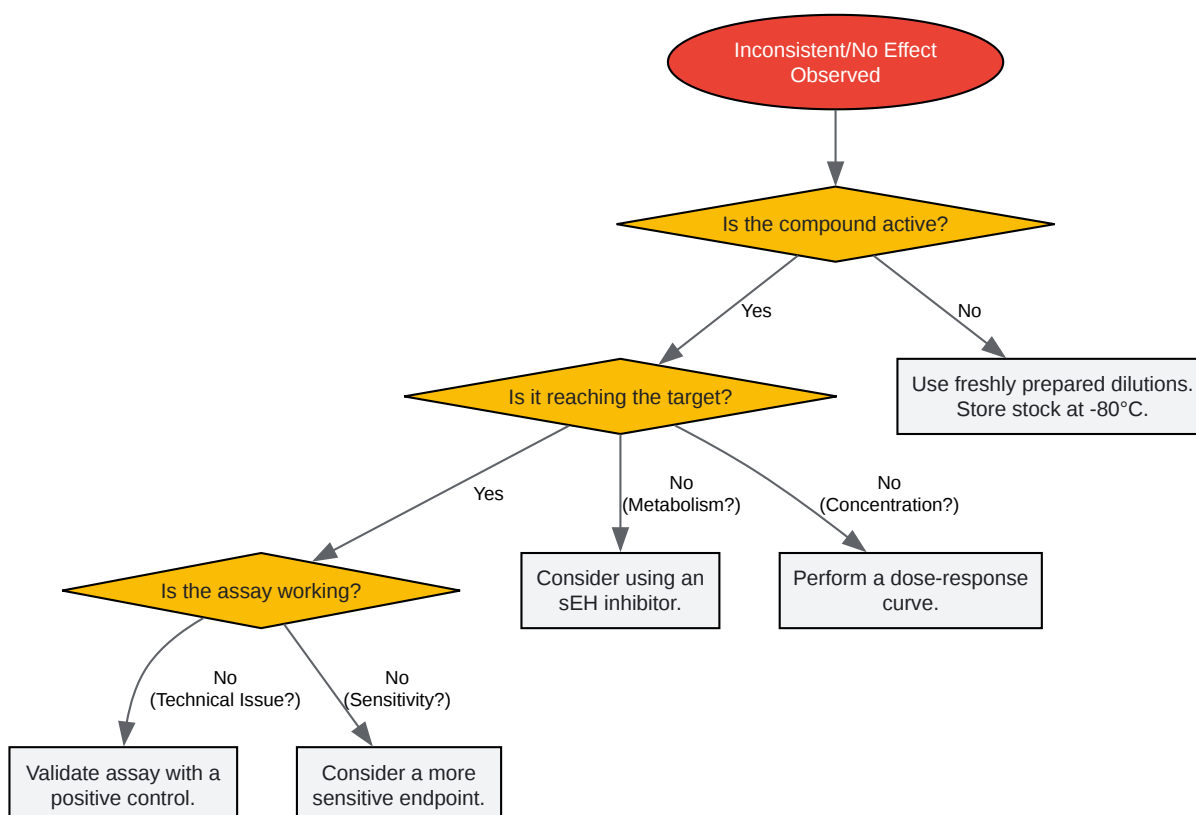 Inconsistent/No Effect
Observed
Is the compound active?
Yes
No
Is it reaching the target?
Use freshly prepared dilutions.
Store stock at -80°C.
Yes
No
(Metabolism?)
No
(Concentration?)
Is the assay working?
Consider using an
sEH inhibitor.
Perform a dose-response
curve.
No
(Technical Issue?)
No
(Sensitivity?)
Validate assay with a
positive control.
Consider a more
sensitive endpoint.